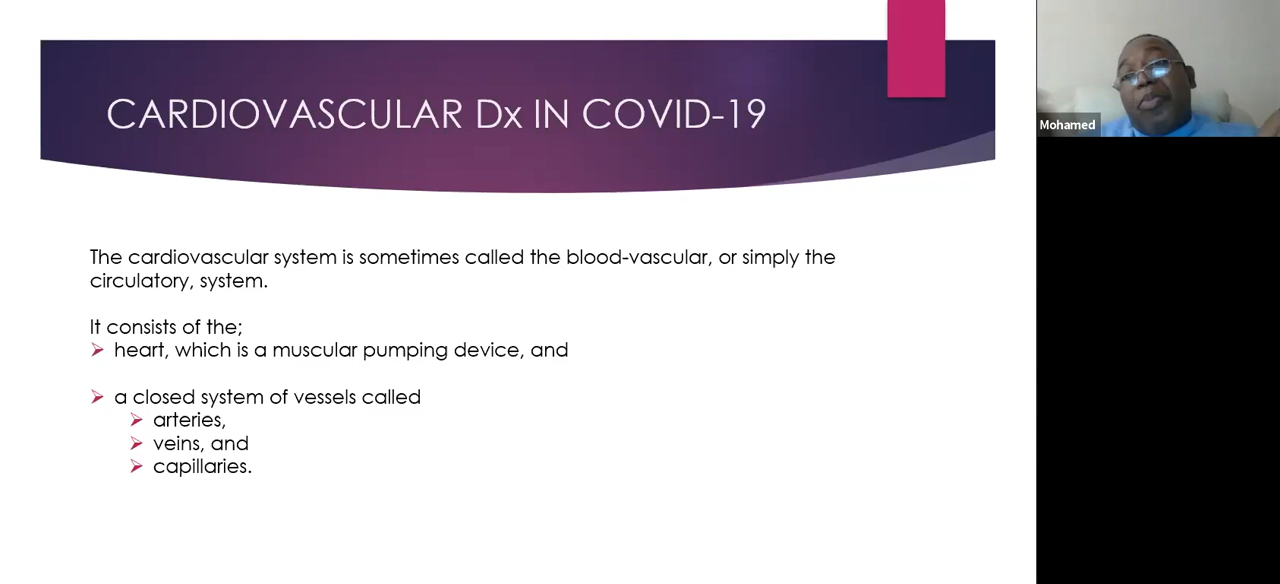 CARDIOVASCULAR Dx IN COVID-19
Mohamed
The cardiovascular system is sometimes called the blood-vascular, or simply the
circulatory, system.
It consists of the;
heart, which is a muscular pumping device, and
a closed system of vessels called
arteries,
veins, and
capillaries.